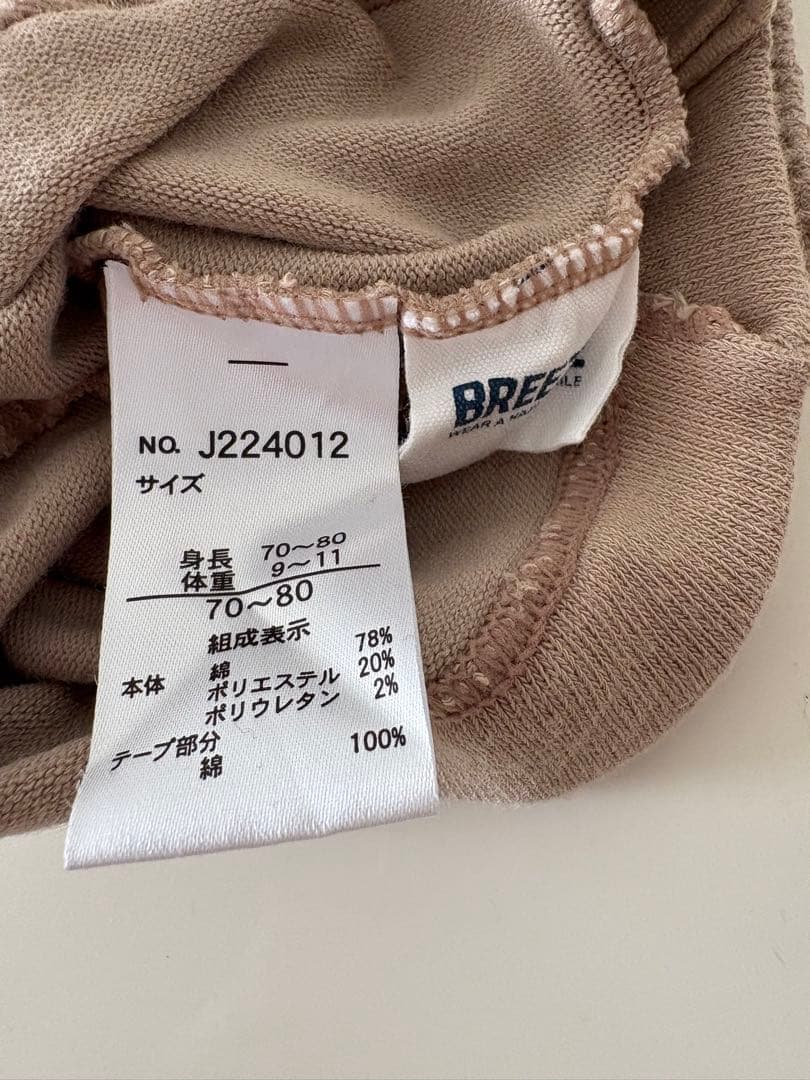 NO. J224012
サイズ
身長 70～80
体重 9～11
70～80
組成表示
本体 綿 78%
ポリエステル 20%
ポリウレタン 2%
テープ部分
綿 100%
BREE
WEAR A